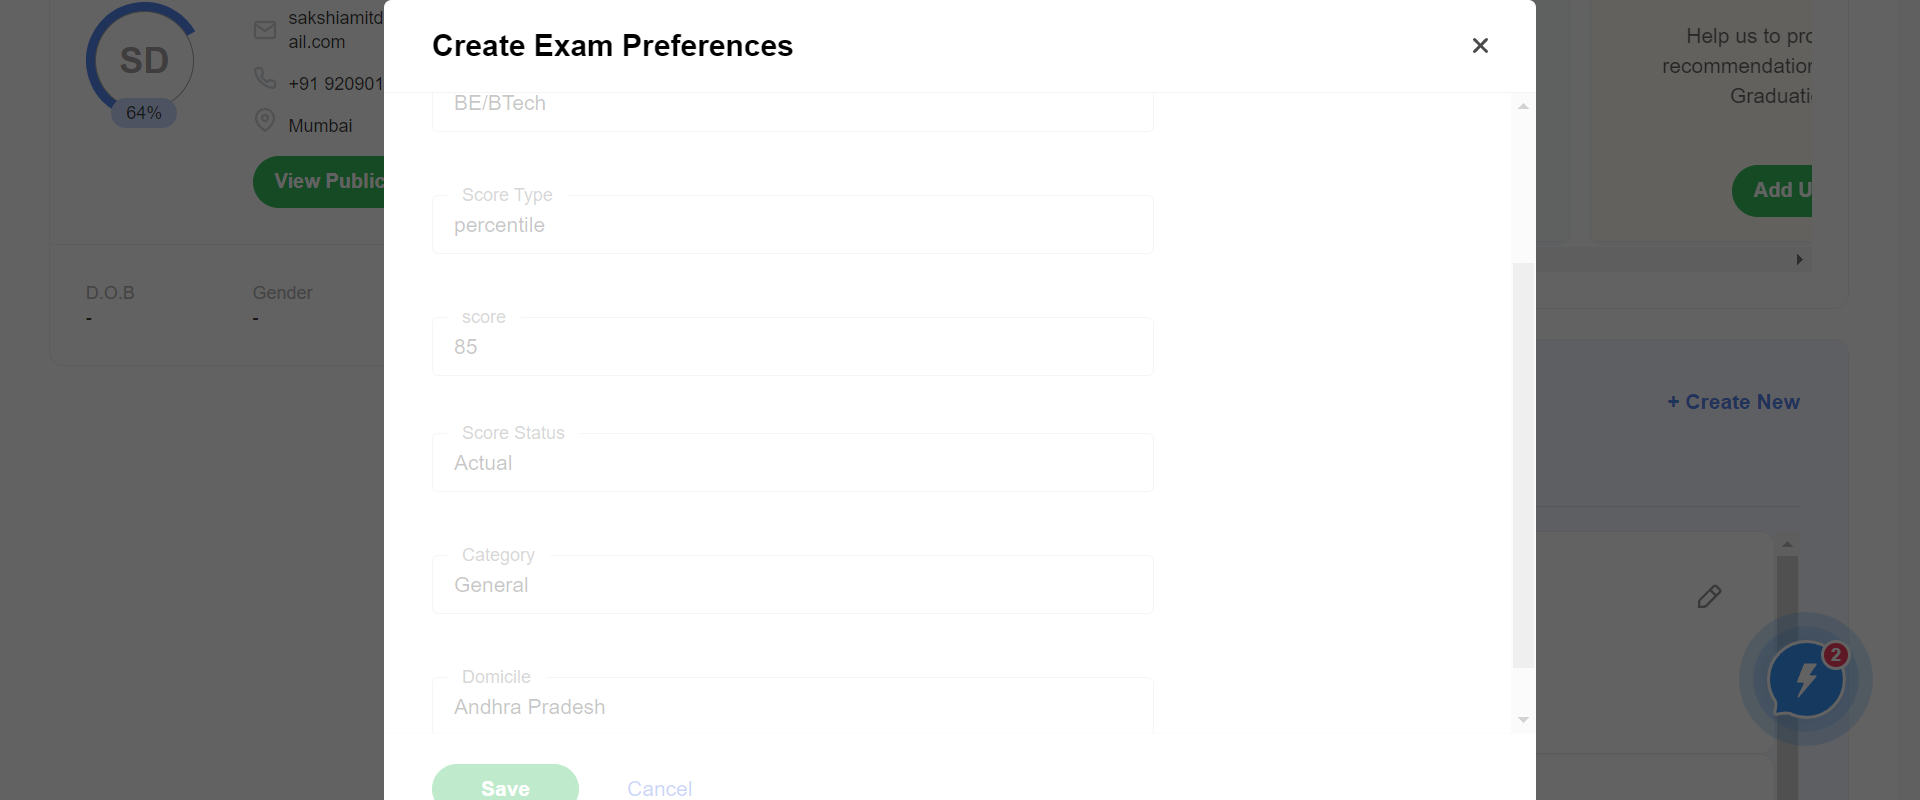 SD
64%
sakshiamitd
ail.com
+91 920901
Mumbai
View Public
D.O.B
-
Gender
-
Create Exam Preferences
BE/BTech
Score Type
percentile
score
85
Score Status
Actual
Category
General
Domicile
Andhra Pradesh
Save
Cancel
Help us to pro
recommendation
Graduati
Add U
+ Create New
2